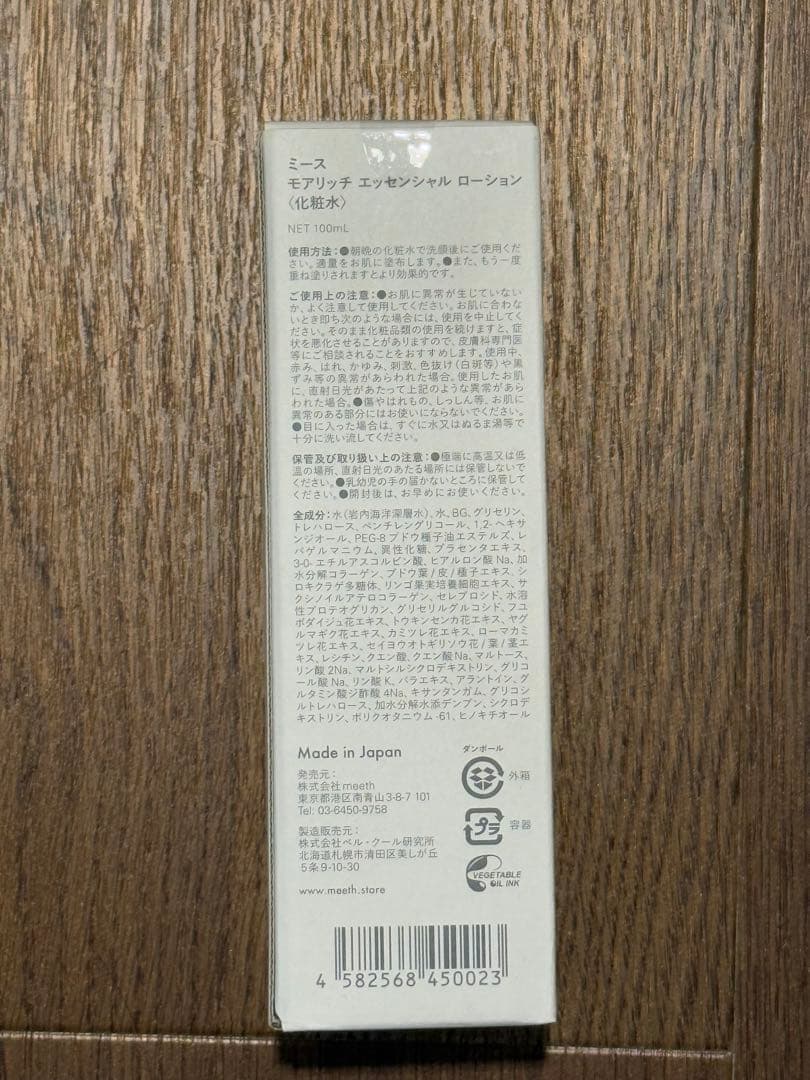 ミース
モアリッチ エッセンシャル ローション
〈化粧水〉
NET 100mL
使用方法：●朝晩の化粧水で洗顔後にご使用くだ
さい。適量をお肌に塗布します。●また、もう一度
重ね塗りされますとより効果的です。
ご使用上の注意：●お肌に異常が生じていない
か、よく注意して使用してください。お肌に合わな
いとき即ち次のような場合には、使用を中止してく
ださい。そのまま化粧品類の使用を続けますと、症
状を悪化させることがありますので、皮膚科専門医
等にご相談されることをおすすめします。使用中、
赤み、はれ、かゆみ、刺激、色抜け（白斑等）や黒
ずみ等の異常があらわれた場合。使用したお肌
に、直射日光があたって上記のような異常があら
われた場合。●傷やはれもの、しっしん等、お肌に
異常のある部分にはお使いにならないでください。
●目に入った場合は、すぐに水又はぬるま湯等で
十分に洗い流してください。
保管及び取り扱い上の注意：●極端に高温又は低
温の場所、直射日光のあたる場所には保管しないで
ください。●乳幼児の手の届かないところに保管して
ください。●開封後は、お早めにお使いください。
全成分：水（岩内海洋深層水）、水、BG、グリセリン、
トレハロース、ペンチレングリコール、1,2-ヘキサ
ンジオール、PEG-8 ブドウ種子油エステルズ、レ
パゲルマニウム、異性化糖、プラセンタエキス、
3-0- エチルアスコルビン酸、ヒアルロン酸 Na、加
水分解コラーゲン、ブドウ葉 / 皮 / 種子エキス、シ
ロキクラゲ多糖体、リンゴ果実培養細胞エキス、サ
クシノイルアテロコラーゲン、セレブロシド、水溶
性プロテオグリカン、グリセリルグルコシド、フユ
ボダイジュ花エキス、トウキンセンカ花エキス、ヤグ
ルマギク花エキス、カミツレ花エキス、ローマカミ
ツレ花エキス、セイヨウオトギリソウ花 / 葉 / 茎エ
キス、レシチン、クエン酸、クエン酸 Na、マルトース、
リン酸 2Na、マルトシルシクロデキストリン、グリコ
ール酸 Na、リン酸 K、バラエキス、アラントイン、グ
ルタミン酸ジ酢酸 4Na、キサンタンガム、グリコシ
ルトレハロース、加水分解水添デンプン、シクロデ
キストリン、ポリクオタニウム -61、ヒノキチオール
Made in Japan
発売元：
株式会社 meeth
東京都港区南青山3-8-7 101
Tel: 03-6450-9758
製造販売元：
株式会社ベル・クール研究所
北海道札幌市清田区美しが丘
5条9-10-30
www.meeth.store
ダンボール
外箱
プラ
容器
VEGETABLE
OIL INK
4 582568 450023